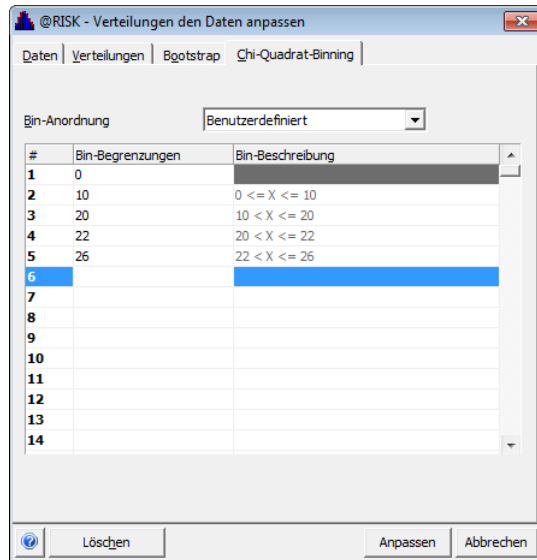 @RISK - Verteilungen den Daten anpassen
Daten Verteilungen Bootstrap Chi-Quadrat-Binning
Bin-Anordnung Benutzerdefiniert
# Bin-Begrenzungen Bin-Beschreibung
1 0
2 10 0 <= X <= 10
3 20 10 < X <= 20
4 22 20 < X <= 22
5 26 22 < X <= 26
6
7
8
9
10
11
12
13
14
Löschen Anpassen Abbrechen